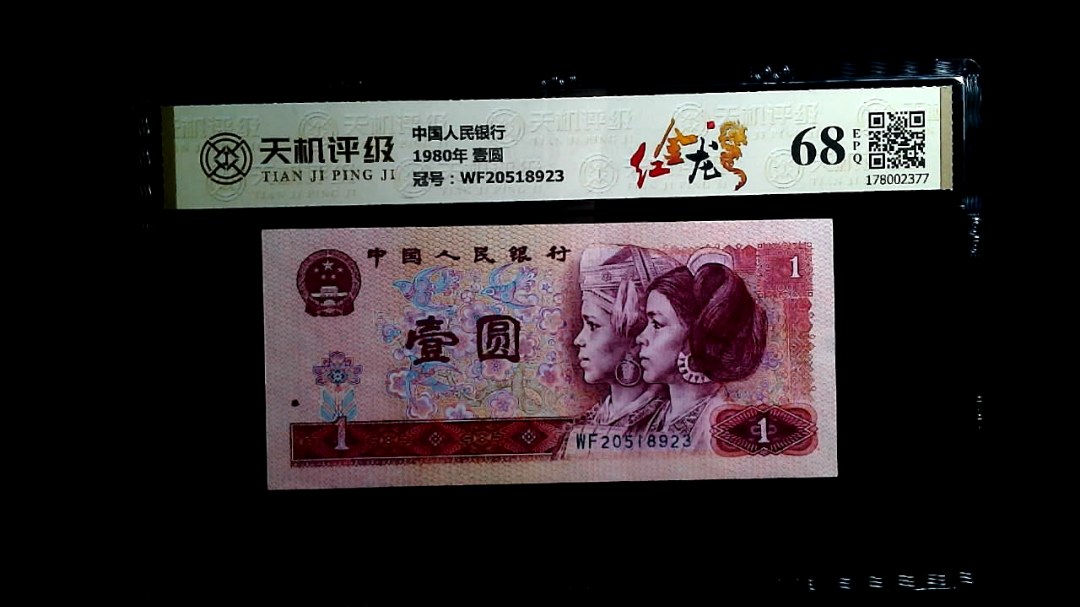 天机评级
TIAN JI PING JI
中国人民银行
1980年 壹圆
冠号：WF20518923
红金龙
68
EPQ
178002377
中國人民银行
1
壹圆
1
WF20518923
1